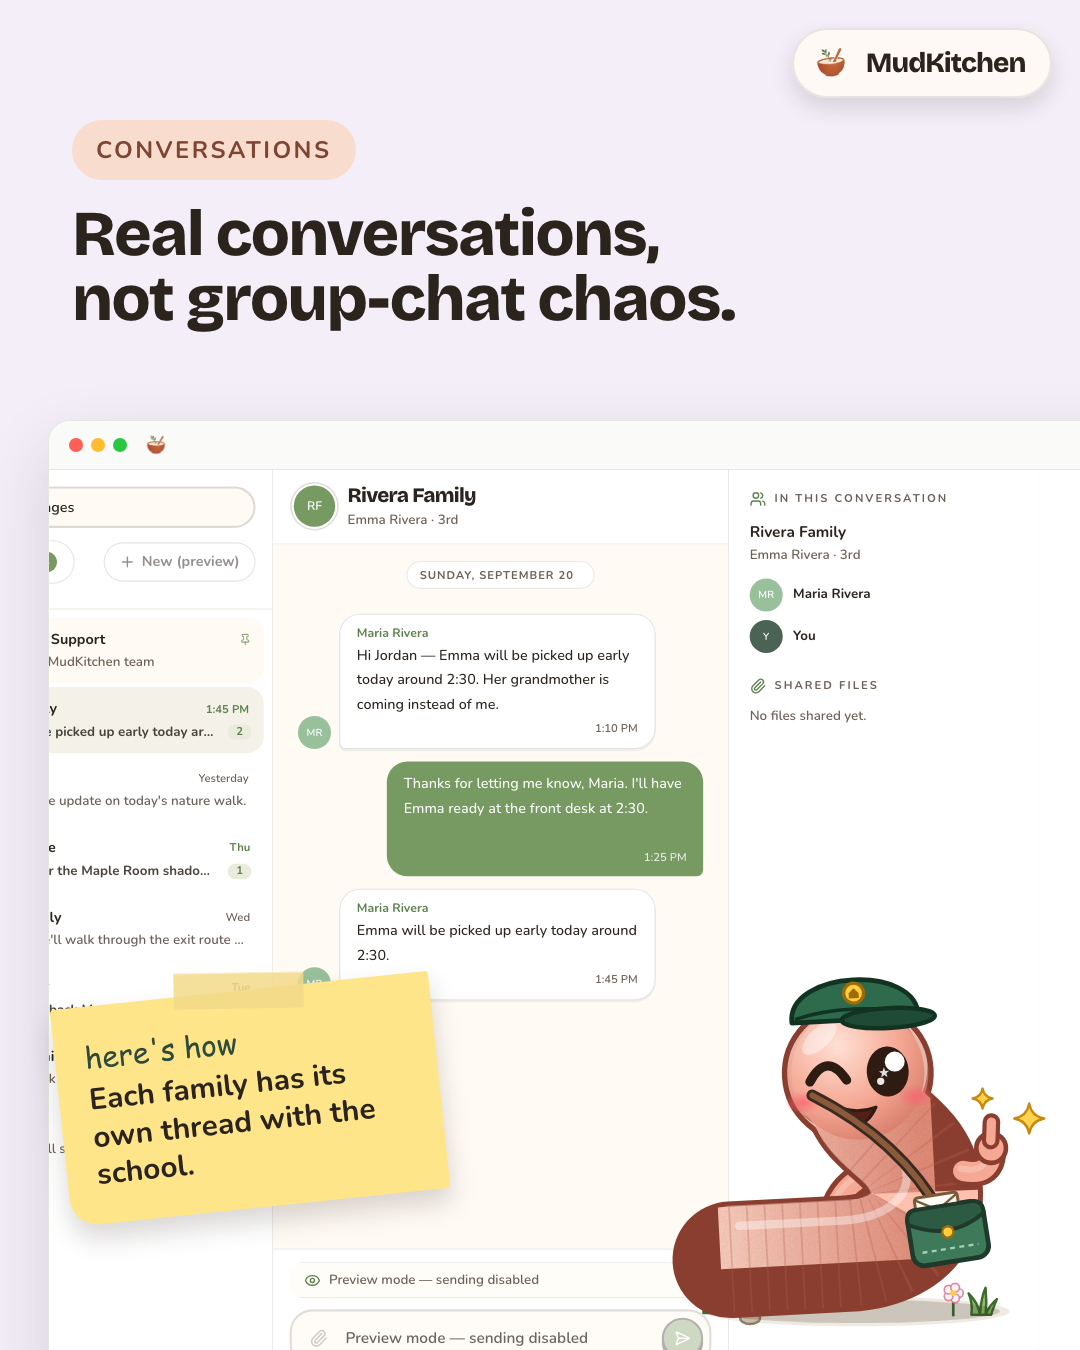 MudKitchen
CONVERSATIONS
Real conversations,
not group-chat chaos.
New (preview)
Support
MudKitchen team
1:45 PM
picked up early today ar...
2
Yesterday
update on today's nature walk.
Thu
the Maple Room shado...
1
Wed
'll walk through the exit route ...
Tue
RF
Rivera Family
Emma Rivera · 3rd
SUNDAY, SEPTEMBER 20
Maria Rivera
Hi Jordan — Emma will be picked up early
today around 2:30. Her grandmother is
coming instead of me.
1:10 PM
MR
Thanks for letting me know, Maria. I'll have
Emma ready at the front desk at 2:30.
1:25 PM
Maria Rivera
Emma will be picked up early today around
2:30.
1:45 PM
here's how
Each family has its
own thread with the
school.
Preview mode — sending disabled
Preview mode — sending disabled
IN THIS CONVERSATION
Rivera Family
Emma Rivera · 3rd
MR
Maria Rivera
Y
You
SHARED FILES
No files shared yet.